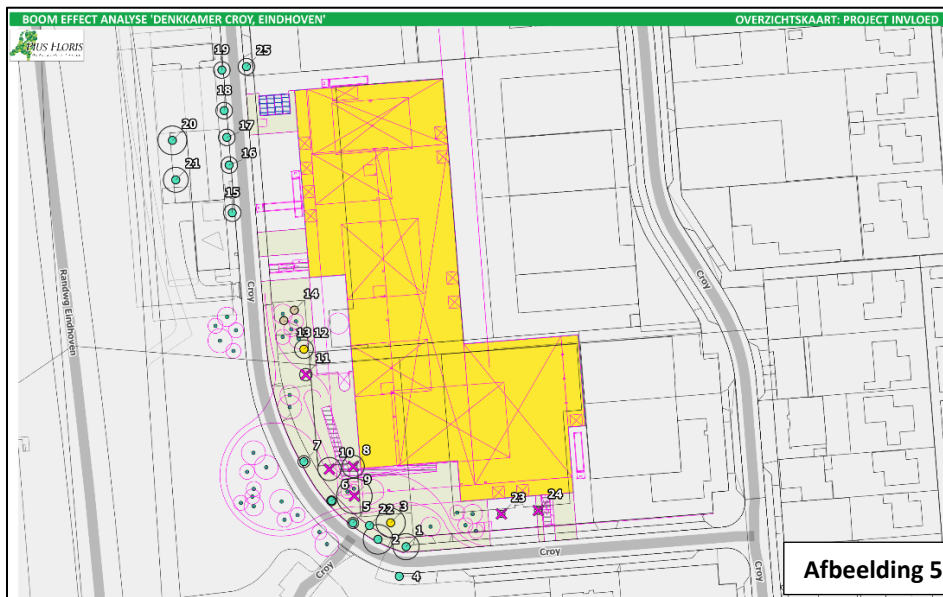 BOOM EFFECT ANALYSE 'DENKKAMER CROY, EINDHOVEN'
OVERZICHTSKAART: PROJECT INVLOED
PIUS FLORIS
19
25
18
20
17
16
21
15
Randwg Eindhoven
Croy
Croy
14
13
12
11
7
10
8
6
9
5
22
3
23
24
2
1
Croy
4
Croy
Croy
Afbeelding 5